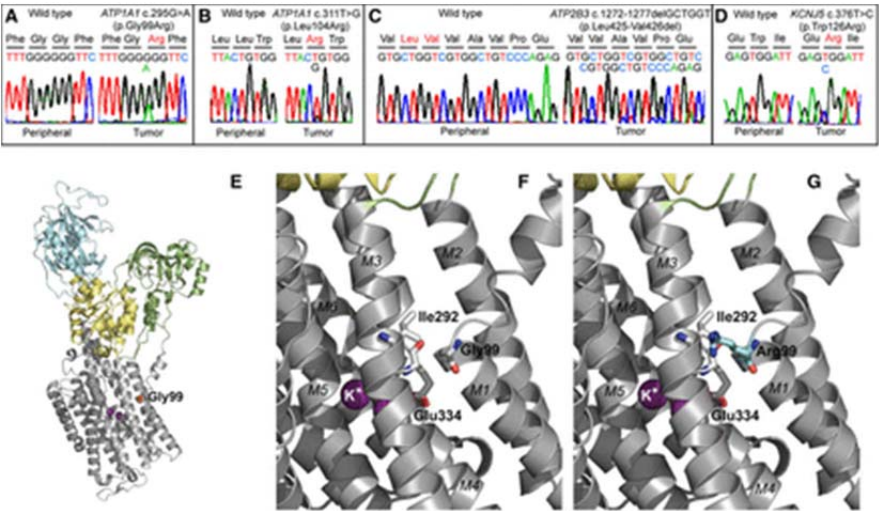 A Wild type ATP1A1 c.295G>A
(p.Gly99Arg)
Phe Gly Gly Phe Phe Gly Arg Phe
TTTGGGGGGTTC TTTGGGGGGTTC
A
Peripheral Tumor
B Wild type ATP1A1 c.311T>G
(p.Leu104Arg)
Leu Leu Trp Leu Arg Trp
TTACTGTGG TTACTGTGG
G
Peripheral Tumor
C Wild type ATP2B3 c.1272-1277delGCTGGT
(p.Leu425-Val426del)
Val Leu Val Val Ala Val Pro Glu Val Val Ala Val Pro Glu
GTGCTGGTCGTGGCTGTCCCAGAG GTGCTGGTCGTGGCTGTC
CGTGGCTGTCCCAGAG
Peripheral Tumor
D Wild type KCNJ5 c.376T>C
(p.Trp126Arg)
Glu Trp Ile Glu Arg Ile
GAGTGGATT GAGTGGATT
C
Peripheral Tumor
E
Gly99
F
M3 M2
M6
Ile292
Gly99
M5 K+ M1
Glu334
M4
G
M3 M2
M6
Ile292
Arg99
M5 K+ M1
Glu334
M4